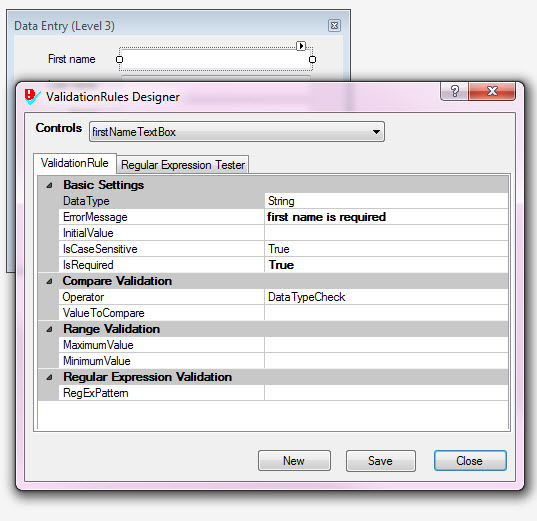 Data Entry (Level 3)
First name
ValidationRules Designer
?
Controls firstNameTextBox
ValidationRule Regular Expression Tester
Basic Settings
DataType String
ErrorMessage first name is required
InitialValue
IsCaseSensitive True
IsRequired True
Compare Validation
Operator DataTypeCheck
ValueToCompare
Range Validation
MaximumValue
MinimumValue
Regular Expression Validation
RegExPattern
New Save Close